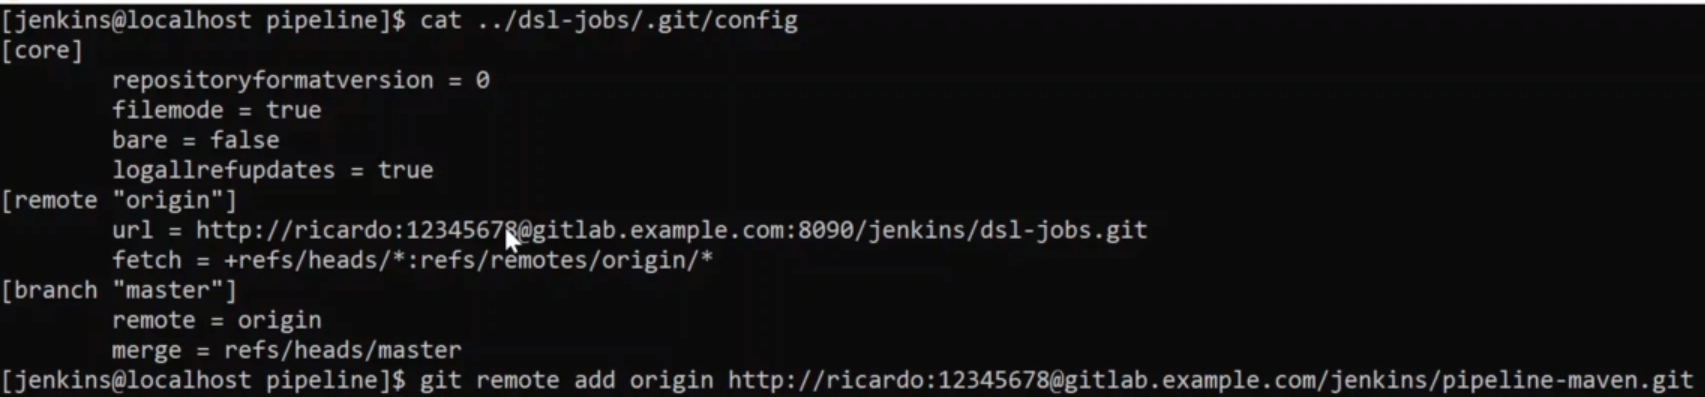 [jenkins@localhost pipeline]$ cat ../dsl-jobs/.git/config
[core]
        repositoryformatversion = 0
        filemode = true
        bare = false
        logallrefupdates = true
[remote "origin"]
        url = http://ricardo:12345678@gitlab.example.com:8090/jenkins/dsl-jobs.git
        fetch = +refs/heads/*:refs/remotes/origin/*
[branch "master"]
        remote = origin
        merge = refs/heads/master
[jenkins@localhost pipeline]$ git remote add origin http://ricardo:12345678@gitlab.example.com/jenkins/pipeline-maven.git